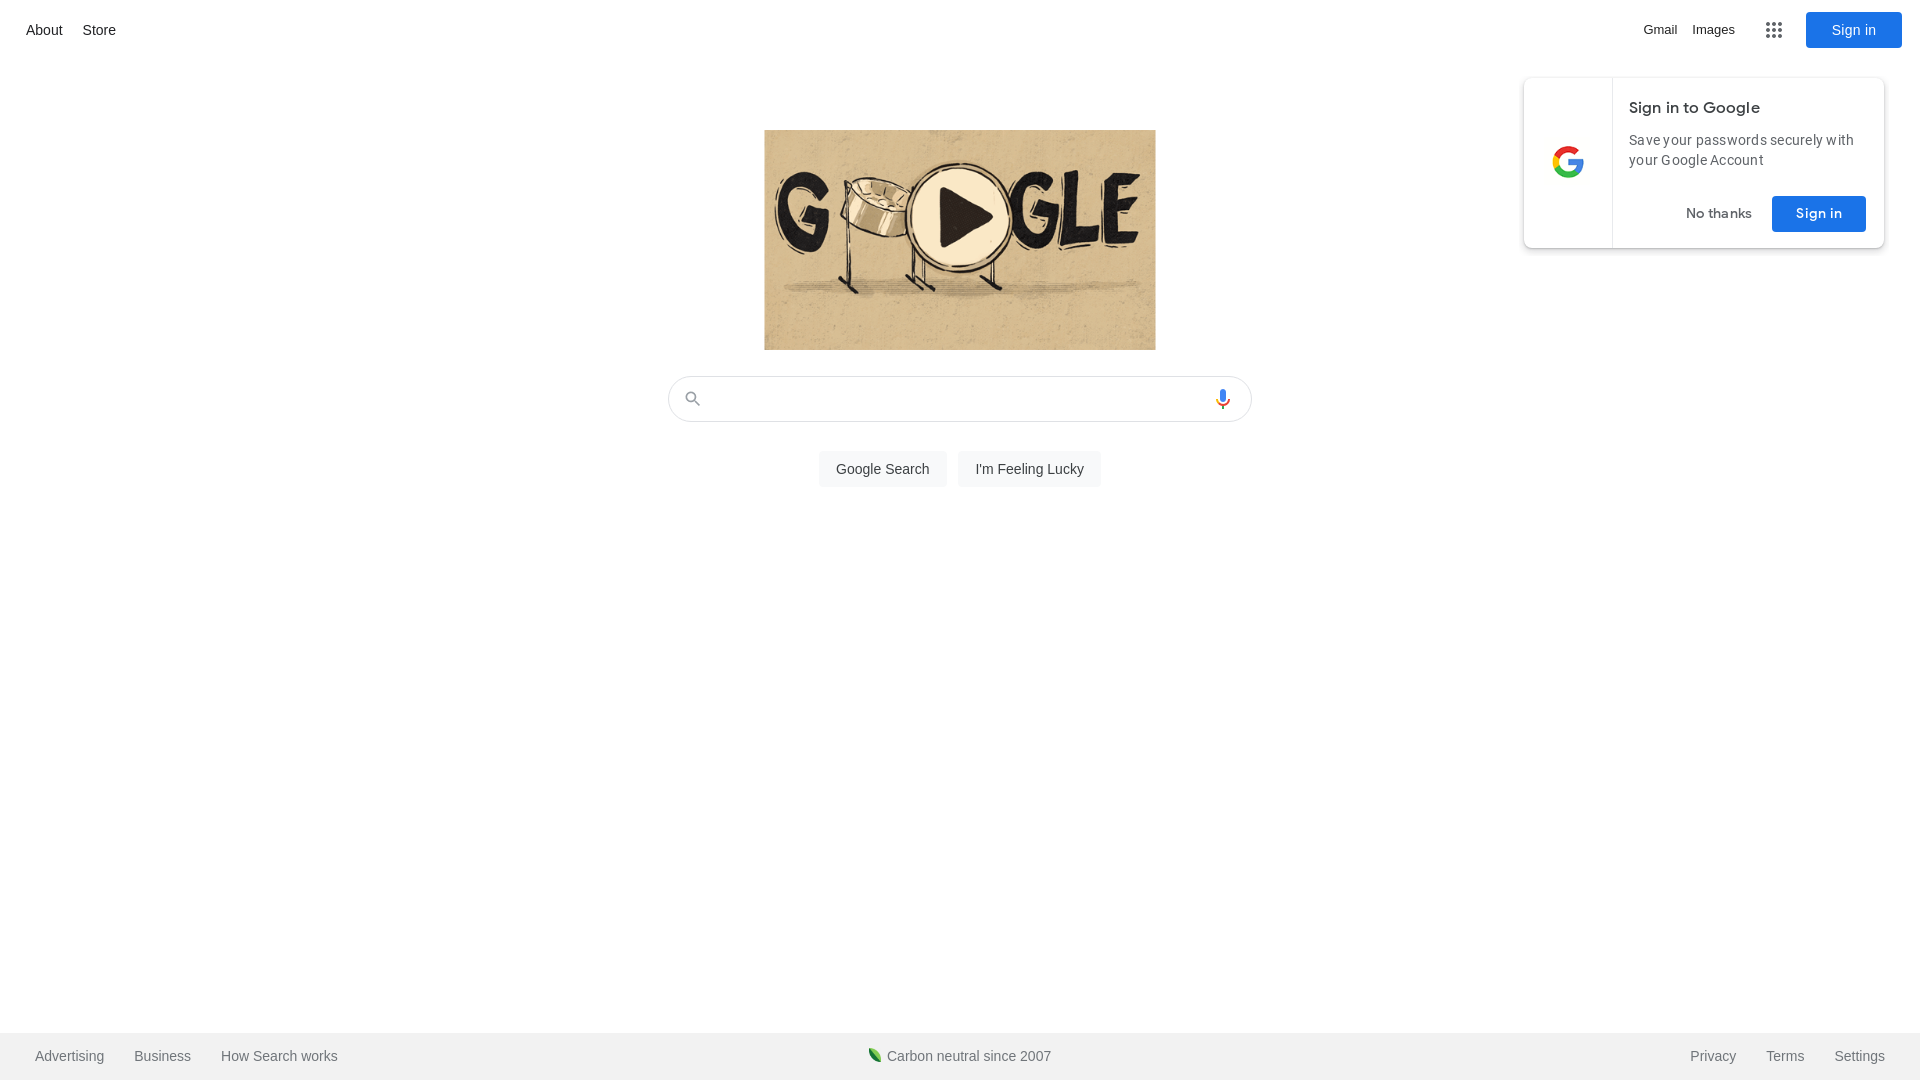 About Store
Gmail Images Sign in
Sign in to Google
Save your passwords securely with
your Google Account
No thanks Sign in
GOOGLE
Google Search I'm Feeling Lucky
Advertising Business How Search works
Carbon neutral since 2007
Privacy Terms Settings